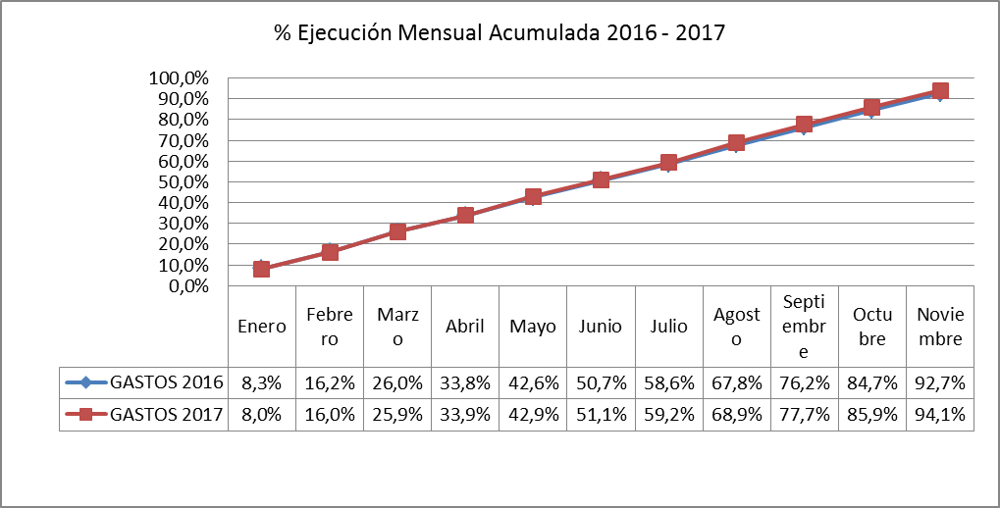 % Ejecución Mensual Acumulada 2016 - 2017
100,0%
90,0%
80,0%
70,0%
60,0%
50,0%
40,0%
30,0%
20,0%
10,0%
0,0%
Enero Febre ro Marz o Abril Mayo Junio Julio Agost o Septi embr e Octu bre Novie mbre
GASTOS 2016 8,3% 16,2% 26,0% 33,8% 42,6% 50,7% 58,6% 67,8% 76,2% 84,7% 92,7%
GASTOS 2017 8,0% 16,0% 25,9% 33,9% 42,9% 51,1% 59,2% 68,9% 77,7% 85,9% 94,1%